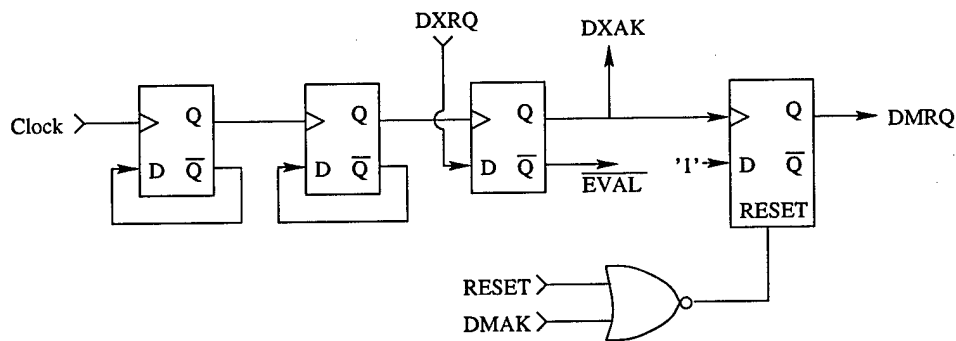 DXRQ
DXAK
Clock
Q
Q
Q
Q
DMRQ
D
Q
D
Q
D
Q
EVAL
'1'
D
Q
RESET
RESET
DMAK